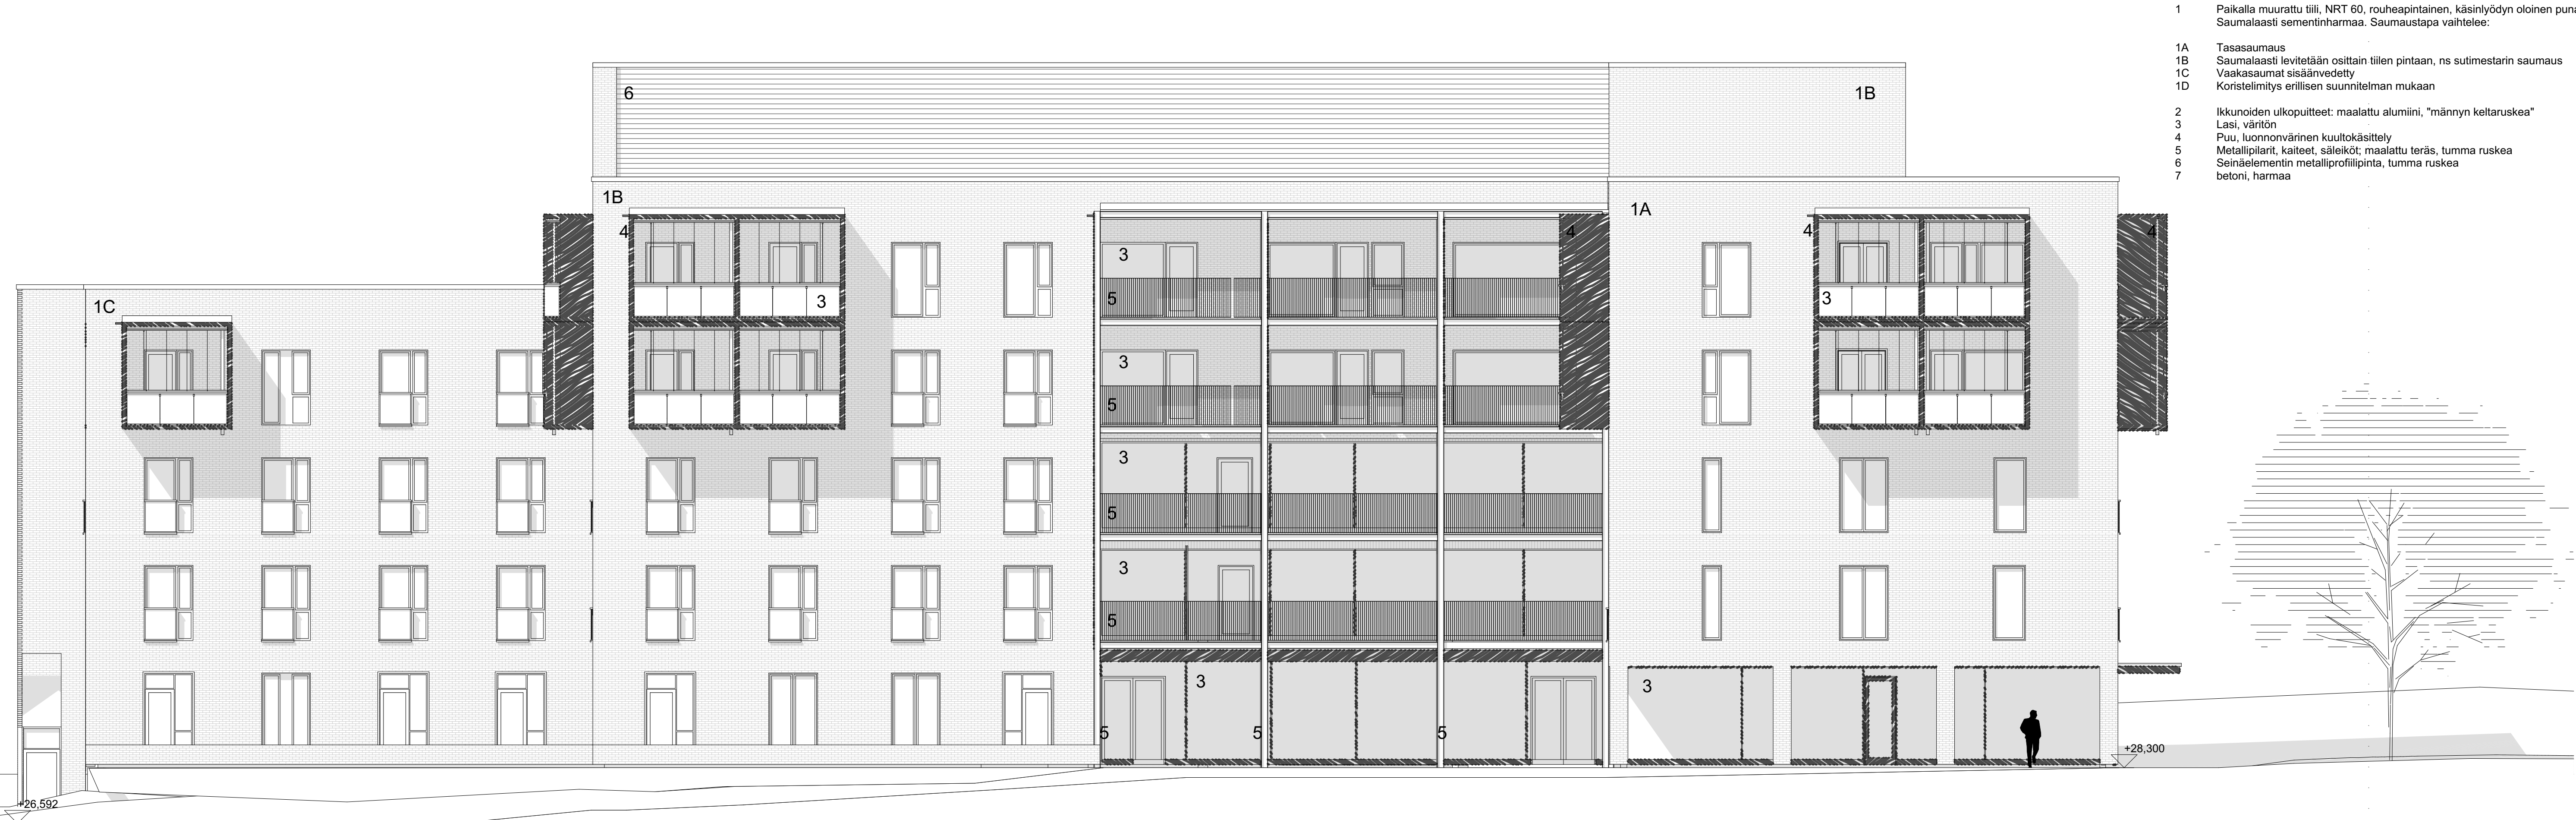 1 Paikalla muurattu tiili, NRT 60, rouheapintainen, käsinlyödyn oloinen
Saumalaasti sementinharmaa. Saumaustapa vaihtelee:
1A Tasasaumaus
1B Saumalaasti levitetään osittain tiilen pintaan, ns sutimestarin saumaus
1C Vaakasaumat sisäänvedetty
1D Koristelimitys erillisen suunnitelman mukaan
2 Ikkunoiden ulkopuitteet: maalattu alumiini, "männyn keltaruskea"
3 Lasi, väritön
4 Puu, luonnonvärinen kuultokäsittely
5 Metallipilarit, kaiteet, säleiköt; maalattu teräs, tumma ruskea
6 Seinäelementin metalliprofiilipinta, tumma ruskea
7 betoni, harmaa
6
1B
1B
1A
4
4
4
4
3
5
3
3
1C
3
5
3
5
3
5
3
3
5
5
5
+28,300
+26,592